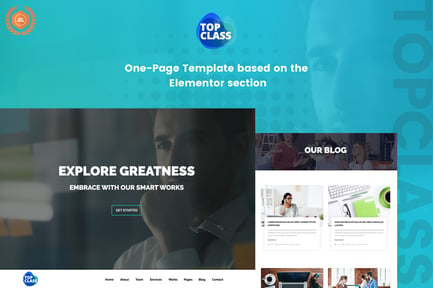 TOP
CLASS
One-Page Template based on the
Elementor section
TOPCLASS
EXPLORE GREATNESS
EMBRACE WITH OUR SMART WORKS
GET STARTED
OUR BLOG
TOP
CLASS
Home
About
Team
Services
Works
Pages
Blog
Contact